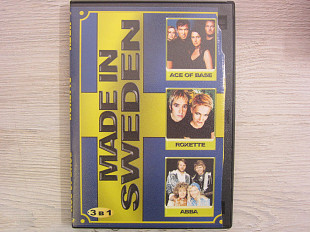 MADE IN
SWEDEN
ACE OF BASE
ROXETTE
ABBA
3 в 1